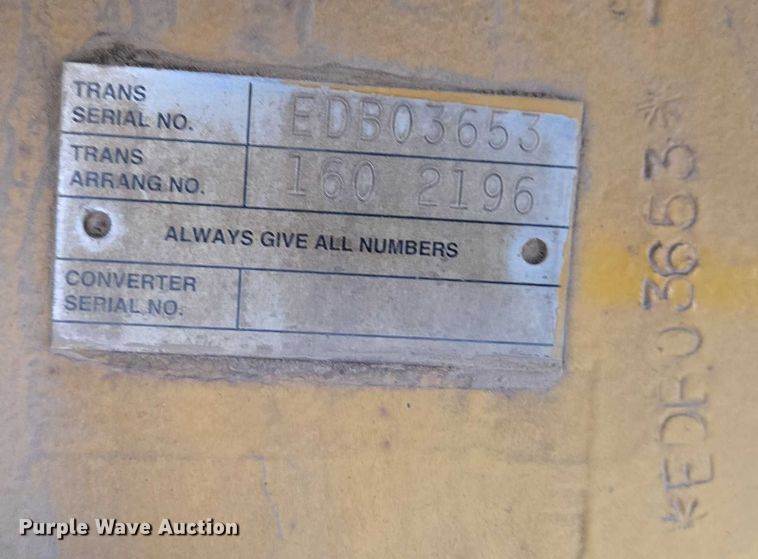 TRANS
SERIAL NO.
EDB03653
TRANS
ARRANG NO.
160 2196
ALWAYS GIVE ALL NUMBERS
CONVERTER
SERIAL NO.
*EDB03653*
Purple Wave Auction